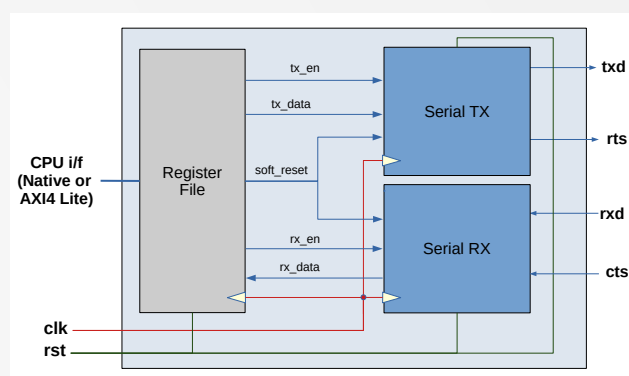 tx_en
txd
tx_data
Serial TX
rts
CPU i/f
(Native or
AXI4 Lite)
Register
File
soft_reset
rxd
rx_en
Serial RX
rx_data
cts
clk
rst